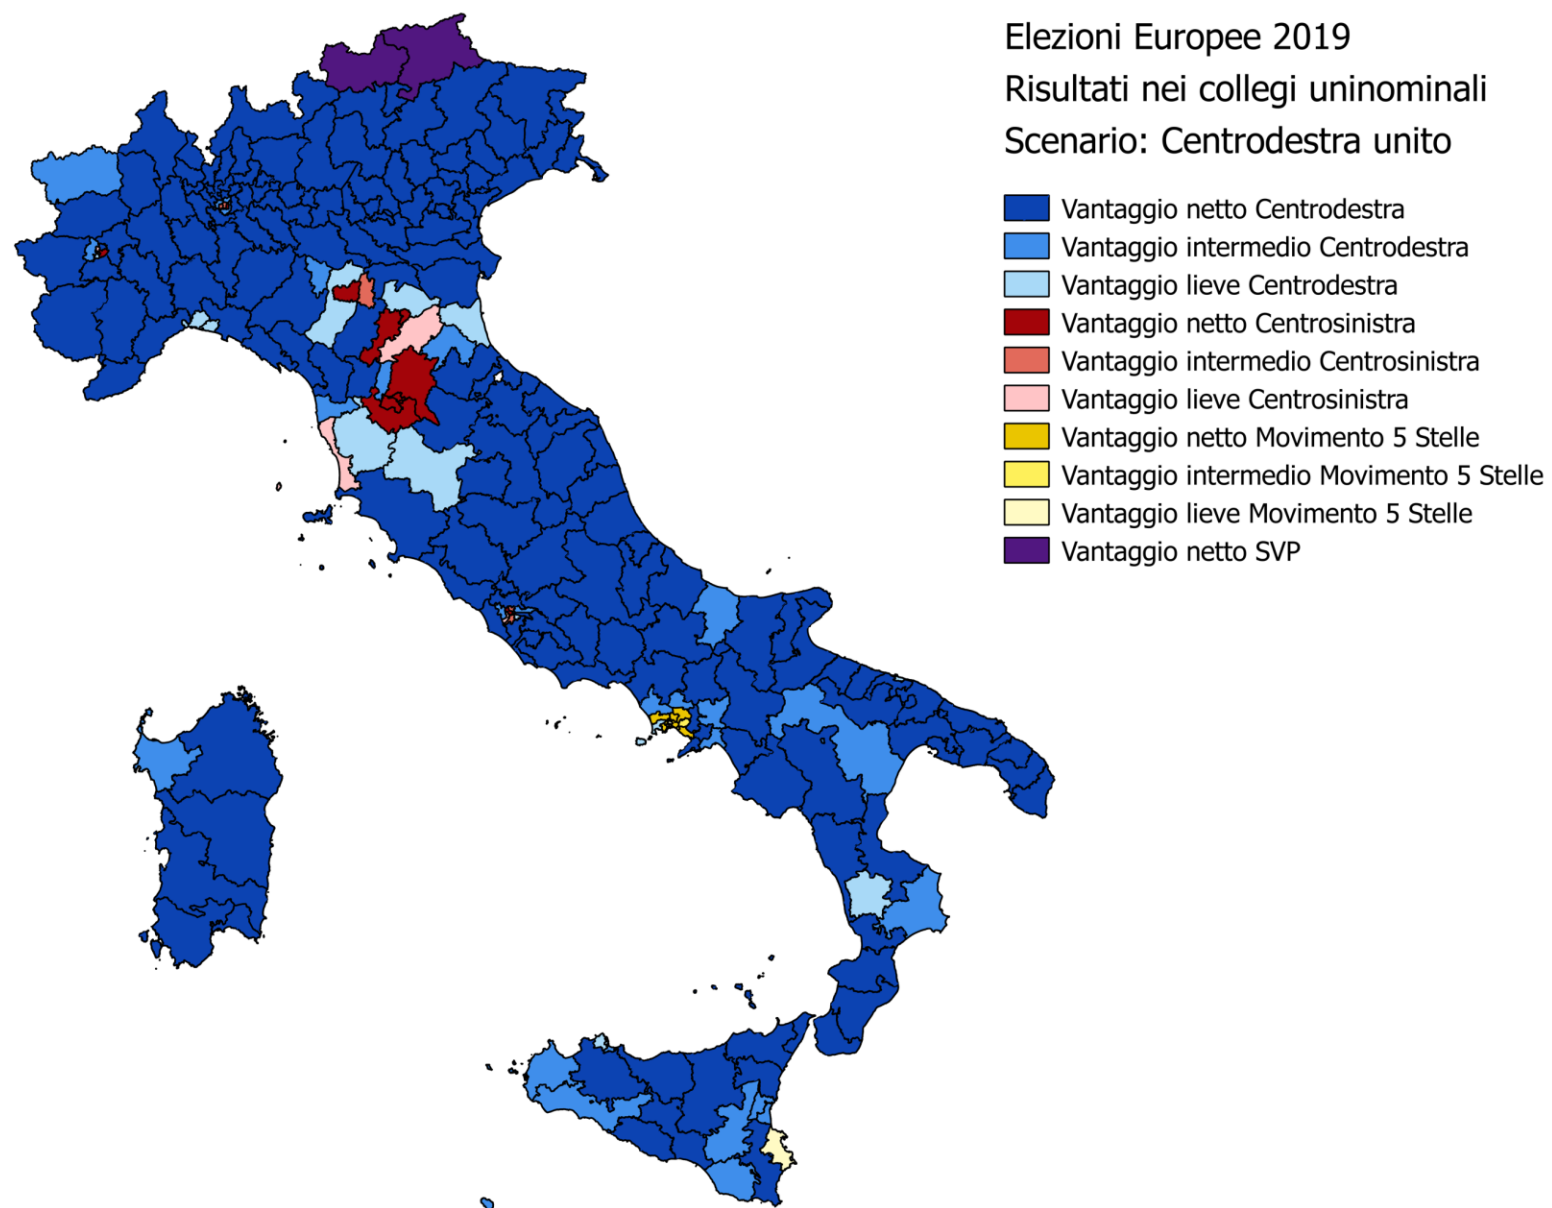 Elezioni Europee 2019
Risultati nei collegi uninominali
Scenario: Centrodestra unito
Vantaggio netto Centrodestra
Vantaggio intermedio Centrodestra
Vantaggio lieve Centrodestra
Vantaggio netto Centrosinistra
Vantaggio intermedio Centrosinistra
Vantaggio lieve Centrosinistra
Vantaggio netto Movimento 5 Stelle
Vantaggio intermedio Movimento 5 Stelle
Vantaggio lieve Movimento 5 Stelle
Vantaggio netto SVP